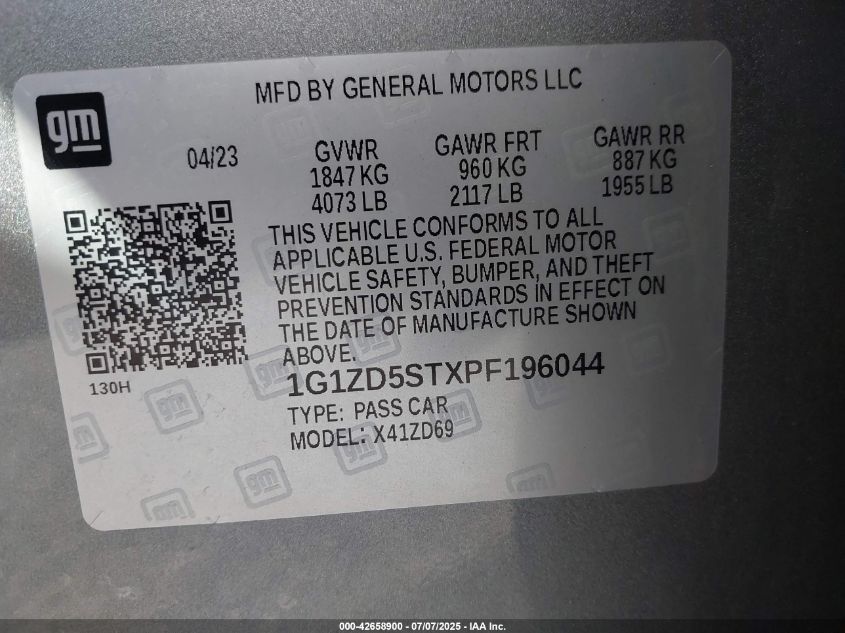 MFD BY GENERAL MOTORS LLC
gm
04/23
GVWR
1847 KG
4073 LB
GAWR FRT
960 KG
2117 LB
GAWR RR
887 KG
1955 LB
THIS VEHICLE CONFORMS TO ALL
APPLICABLE U.S. FEDERAL MOTOR
VEHICLE SAFETY, BUMPER, AND THEFT
PREVENTION STANDARDS IN EFFECT ON
THE DATE OF MANUFACTURE SHOWN
ABOVE.
130H
1G1ZD5STXPF196044
TYPE: PASS CAR
MODEL: X41ZD69
000-42658900 - 07/07/2025 - IAA Inc.